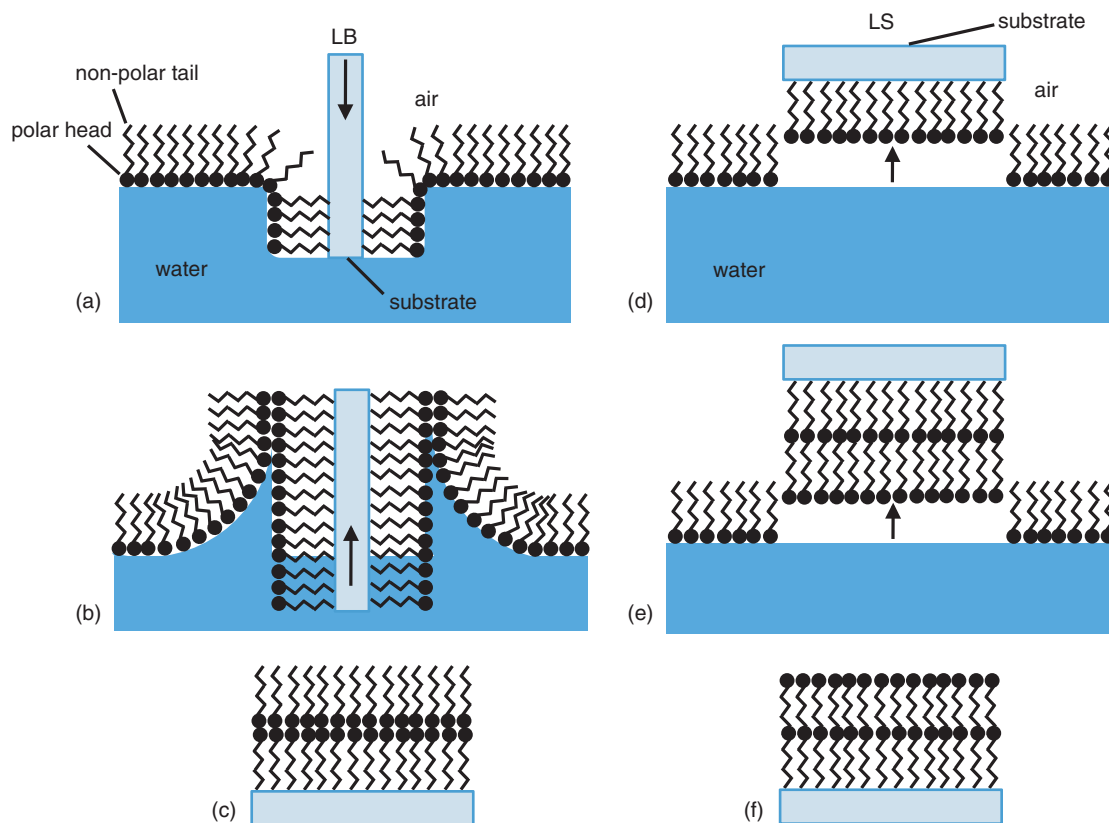 LB
non-polar tail
polar head
air
water
substrate
(a)
(b)
(c)
LS
substrate
air
water
(d)
(e)
(f)